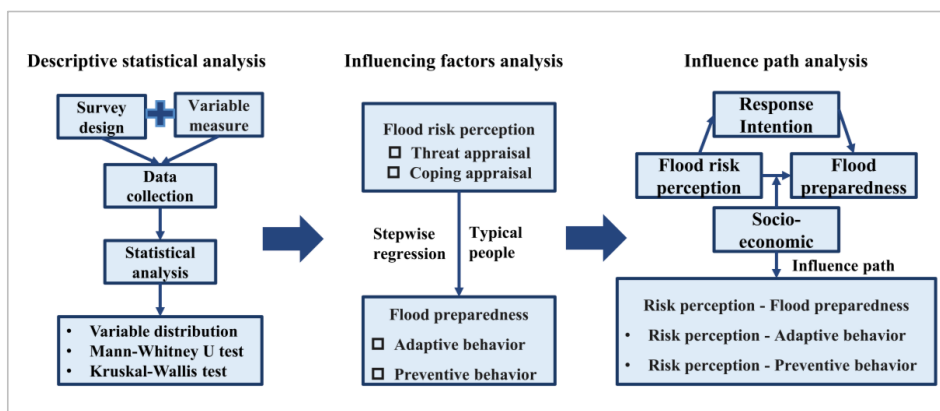 Descriptive statistical analysis
Survey
design
Variable
measure
Data
collection
Statistical
analysis
• Variable distribution
• Mann-Whitney U test
• Kruskal-Wallis test
Influencing factors analysis
Flood risk perception
Threat appraisal
Coping appraisal
Stepwise
regression
Typical
people
Flood preparedness
Adaptive behavior
Preventive behavior
Influence path analysis
Response
Intention
Flood risk
perception
Flood
preparedness
Socio-
economic
Influence path
Risk perception - Flood preparedness
• Risk perception - Adaptive behavior
• Risk perception - Preventive behavior